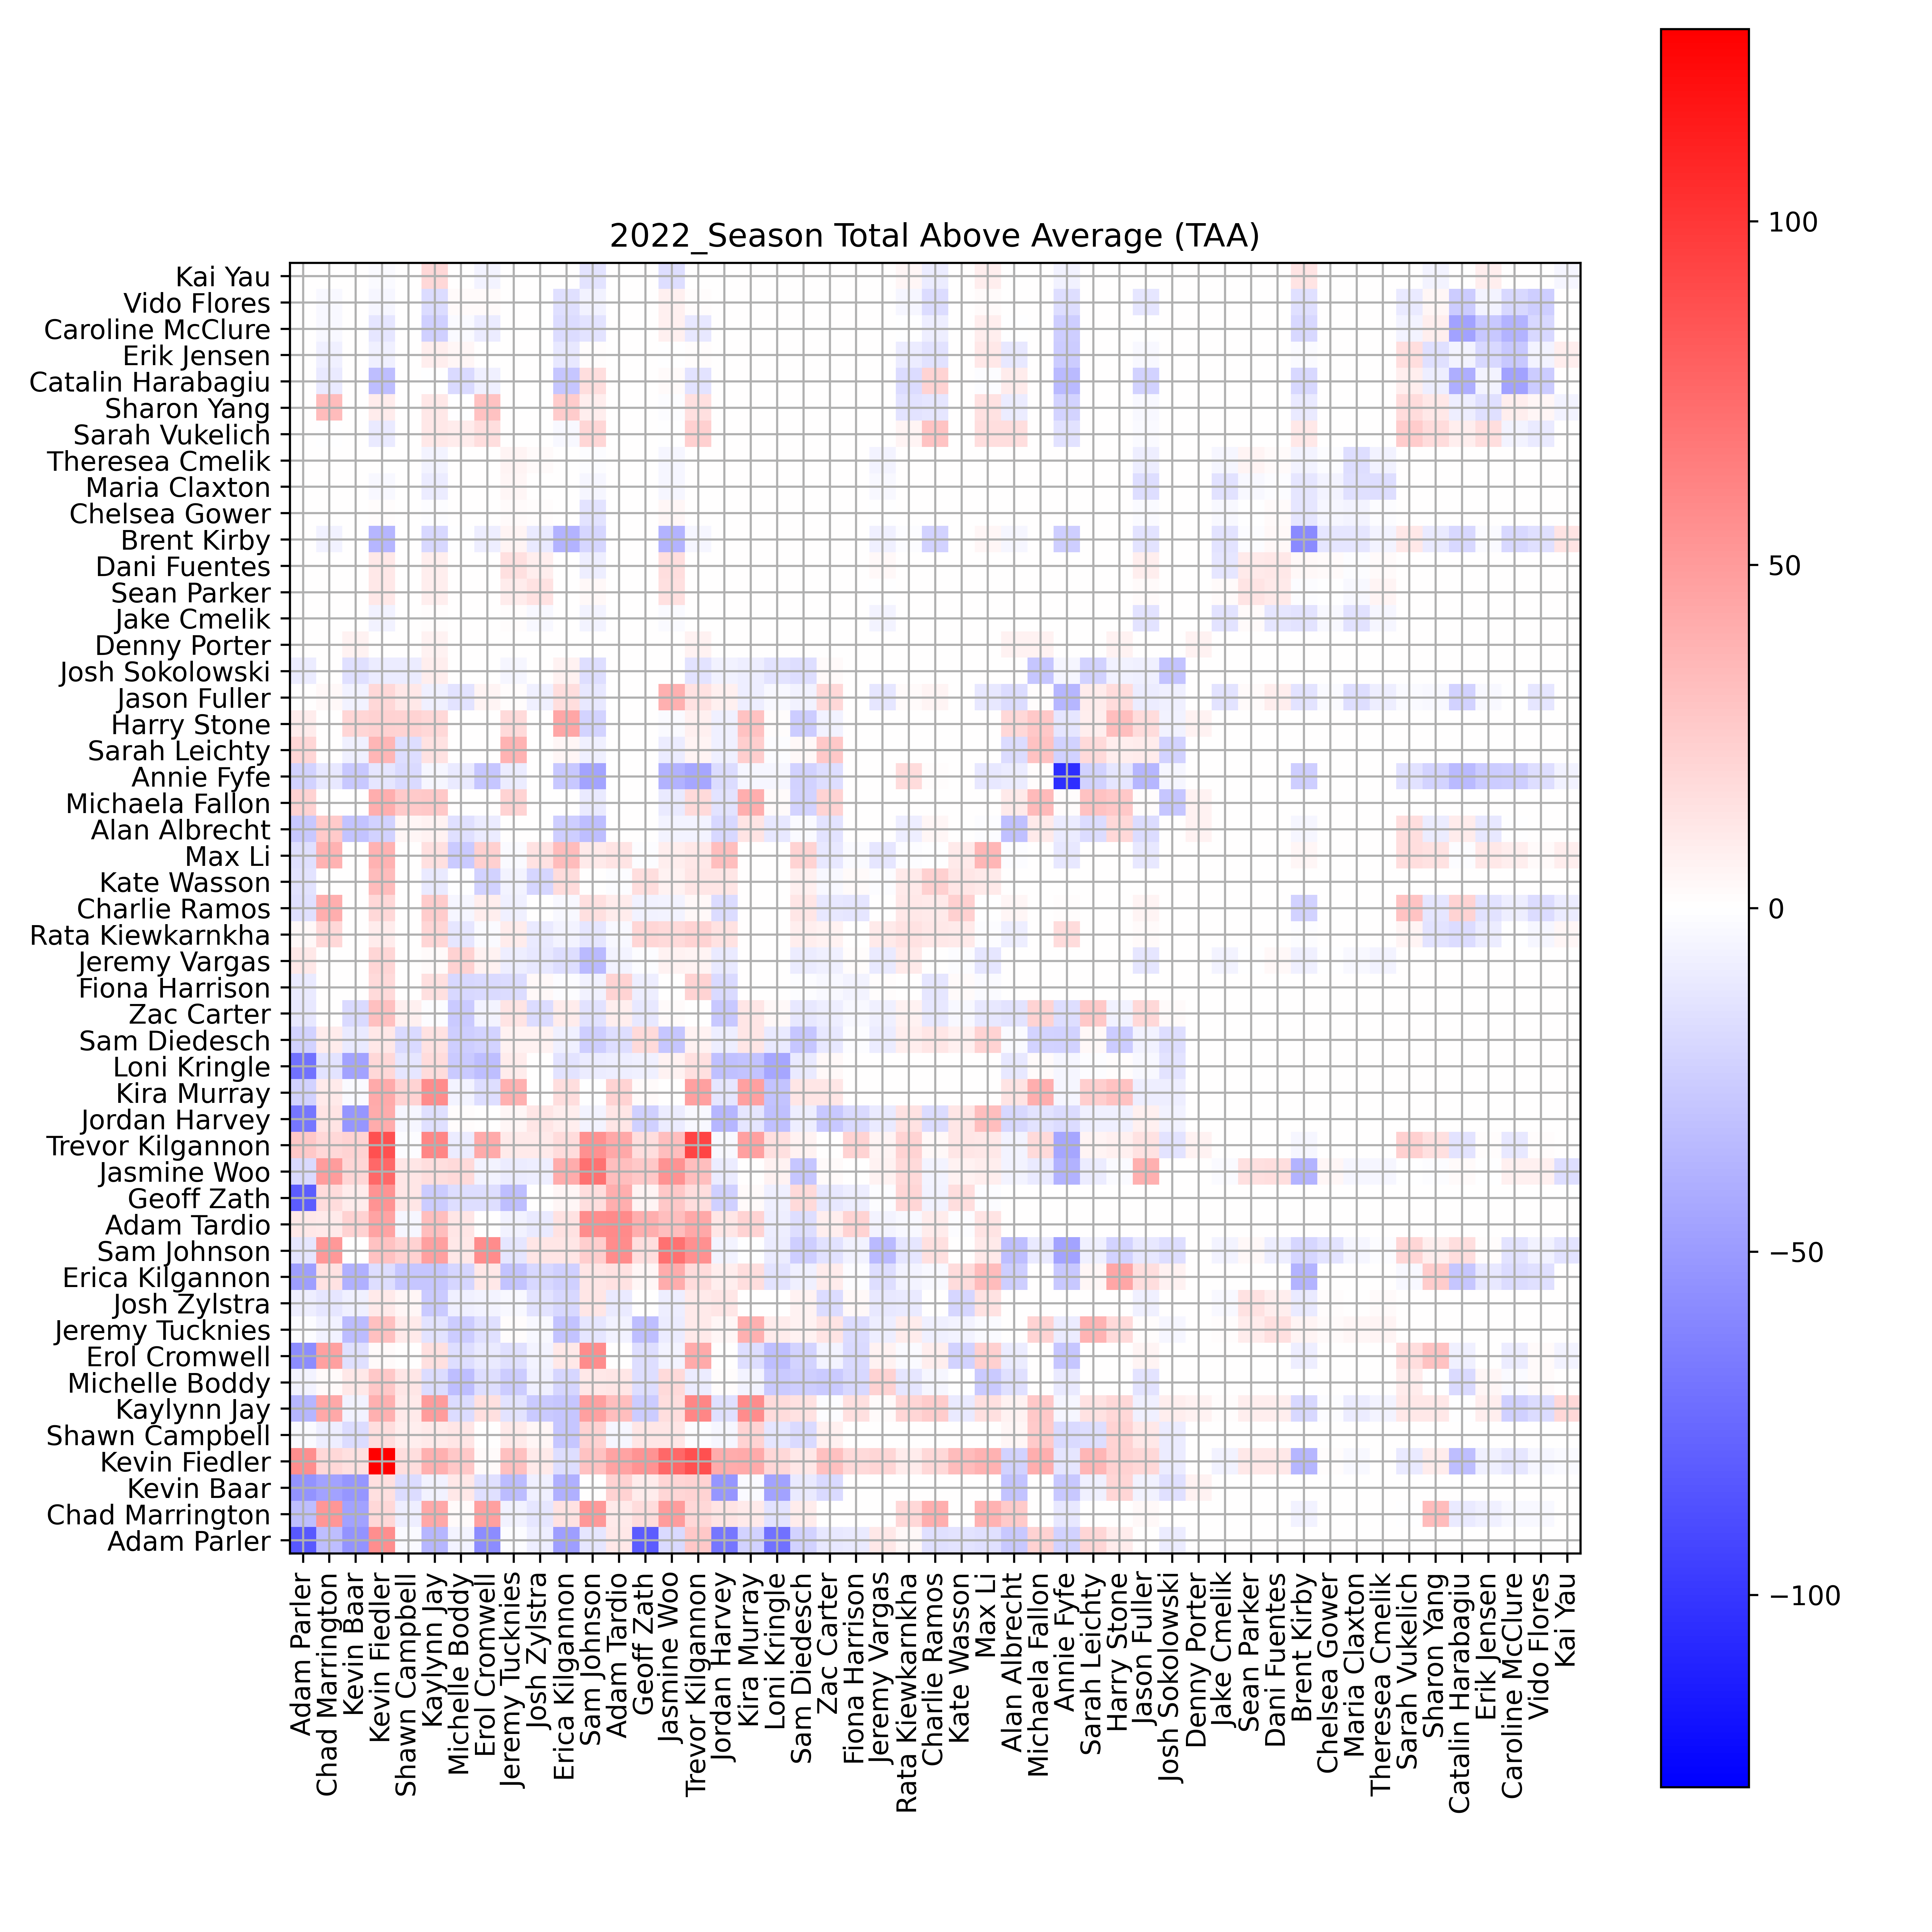 2022_Season Total Above Average (TAA)
Kai Yau
Vido Flores
Caroline McClure
Erik Jensen
Catalin Harabagiu
Sharon Yang
Sarah Vukelich
Theresea Cmelik
Maria Claxton
Chelsea Gower
Brent Kirby
Dani Fuentes
Sean Parker
Jake Cmelik
Denny Porter
Josh Sokolowski
Jason Fuller
Harry Stone
Sarah Leichty
Annie Fyfe
Michaela Fallon
Alan Albrecht
Max Li
Kate Wasson
Charlie Ramos
Rata Kiewkarnkha
Jeremy Vargas
Fiona Harrison
Zac Carter
Sam Diedesch
Loni Kringle
Kira Murray
Jordan Harvey
Trevor Kilgannon
Jasmine Woo
Geoff Zath
Adam Tardio
Sam Johnson
Erica Kilgannon
Josh Zylstra
Jeremy Tucknies
Erol Cromwell
Michelle Boddy
Kaylynn Jay
Shawn Campbell
Kevin Fiedler
Kevin Baar
Chad Marrington
Adam Parler
Adam Parler
Chad Marrington
Kevin Baar
Kevin Fiedler
Shawn Campbell
Kaylynn Jay
Michelle Boddy
Erol Cromwell
Jeremy Tucknies
Josh Zylstra
Erica Kilgannon
Sam Johnson
Adam Tardio
Geoff Zath
Jasmine Woo
Trevor Kilgannon
Jordan Harvey
Kira Murray
Loni Kringle
Sam Diedesch
Zac Carter
Fiona Harrison
Jeremy Vargas
Rata Kiewkarnkha
Charlie Ramos
Kate Wasson
Max Li
Alan Albrecht
Michaela Fallon
Annie Fyfe
Sarah Leichty
Harry Stone
Jason Fuller
Josh Sokolowski
Denny Porter
Jake Cmelik
Sean Parker
Dani Fuentes
Brent Kirby
Chelsea Gower
Maria Claxton
Theresea Cmelik
Sarah Vukelich
Sharon Yang
Catalin Harabagiu
Erik Jensen
Caroline McClure
Vido Flores
Kai Yau
100
50
0
−50
−100